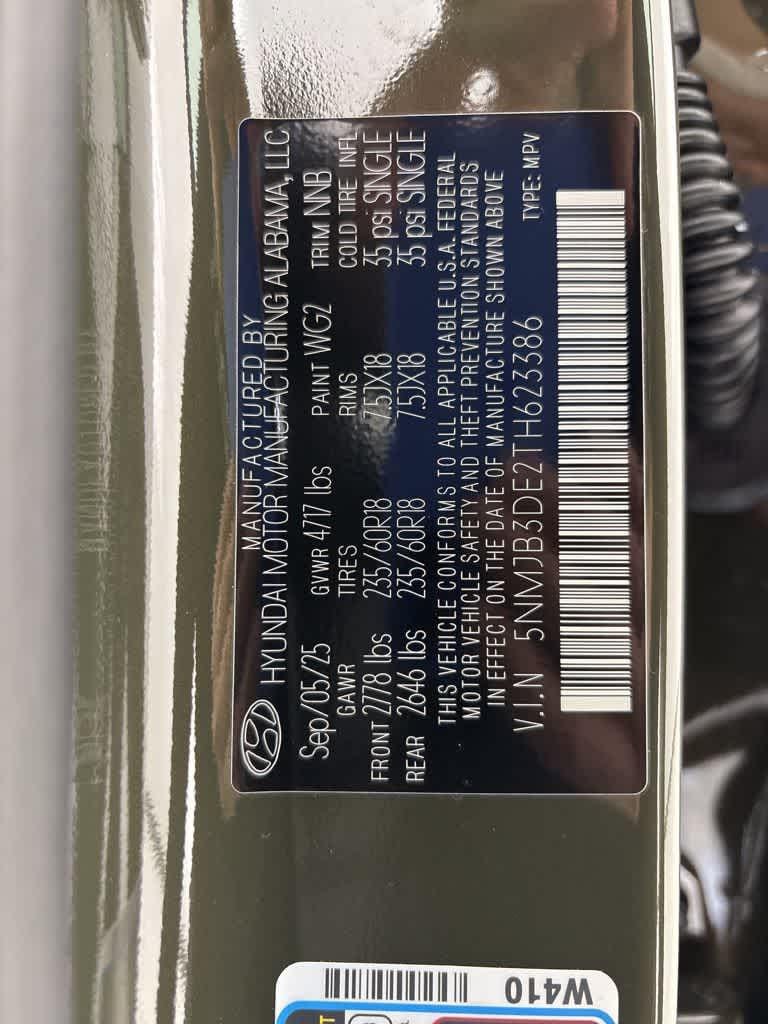 MANUFACTURED BY
HYUNDAI MOTOR MANUFACTURING ALABAMA, LLC
Sep/05/25 GVWR 4717 lbs PAINT WG2 TRIM NNB
GAWR TIRES RIMS COLD TIRE INFL
FRONT 2778 lbs 235/60R18 7.5JX18 35 psi SINGLE
REAR 2646 lbs 235/60R18 7.5JX18 35 psi SINGLE
THIS VEHICLE CONFORMS TO ALL APPLICABLE U.S.A. FEDERAL
MOTOR VEHICLE SAFETY AND THEFT PREVENTION STANDARDS
IN EFFECT ON THE DATE OF MANUFACTURE SHOWN ABOVE
V.I.N 5NMJB3DE2TH623386 TYPE: MPV
W410